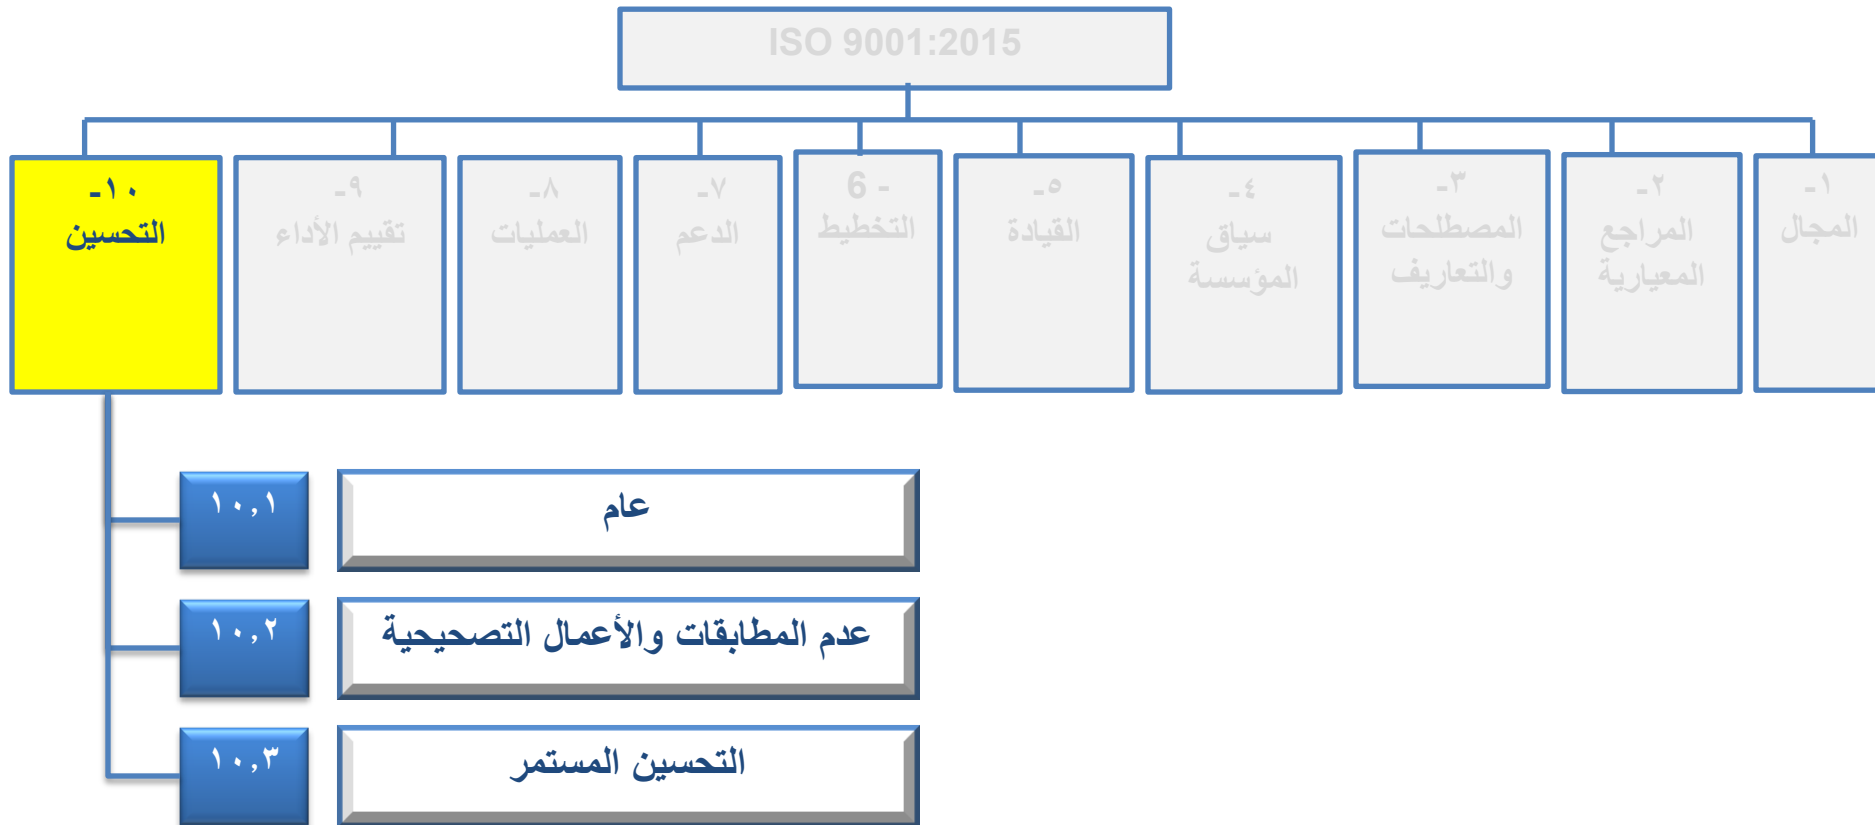 ISO 9001:2015
١-
المجال
٢-
المراجع
المعيارية
٣-
المصطلحات
والتعاريف
٤-
سياق
المؤسسة
٥-
القيادة
6 -
التخطيط
٧-
الدعم
٨-
العمليات
٩-
تقييم الأداء
١٠-
التحسين
١٠,١
عام
١٠,٢
عدم المطابقات والأعمال التصحيحية
١٠,٣
التحسين المستمر